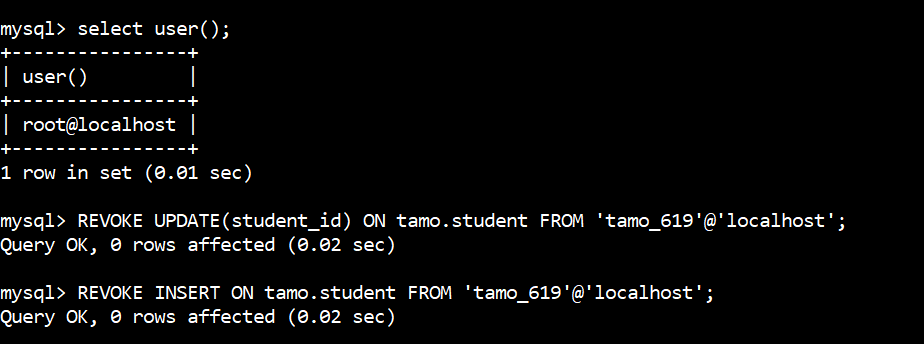 mysql> select user();
+----------------+
| user()         |
+----------------+
| root@localhost |
+----------------+
1 row in set (0.01 sec)
mysql> REVOKE UPDATE(student_id) ON tamo.student FROM 'tamo_619'@'localhost';
Query OK, 0 rows affected (0.02 sec)
mysql> REVOKE INSERT ON tamo.student FROM 'tamo_619'@'localhost';
Query OK, 0 rows affected (0.02 sec)